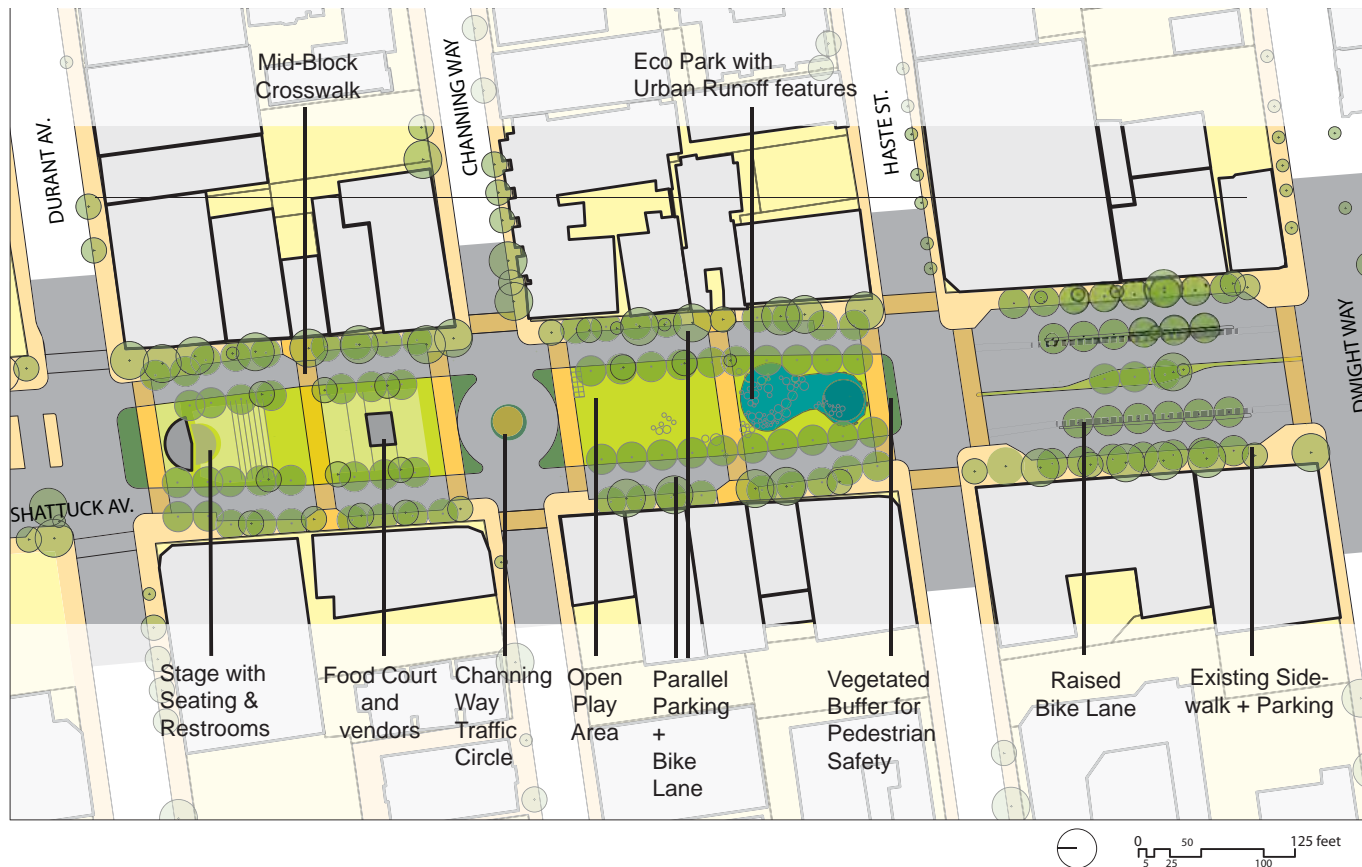 Mid-Block
Crosswalk
Eco Park with
Urban Runoff features
DURANT AV.
CHANNING WAY
HASTE ST.
DWIGHT WAY
SHATTUCK AV.
Stage with
Seating &
Restrooms
Food Court
and
vendors
Channing
Way
Traffic
Circle
Open
Play
Area
Parallel
Parking
+
Bike
Lane
Vegetated
Buffer for
Pedestrian
Safety
Raised
Bike Lane
Existing Side-
walk + Parking
0 50 125 feet
5 25 100